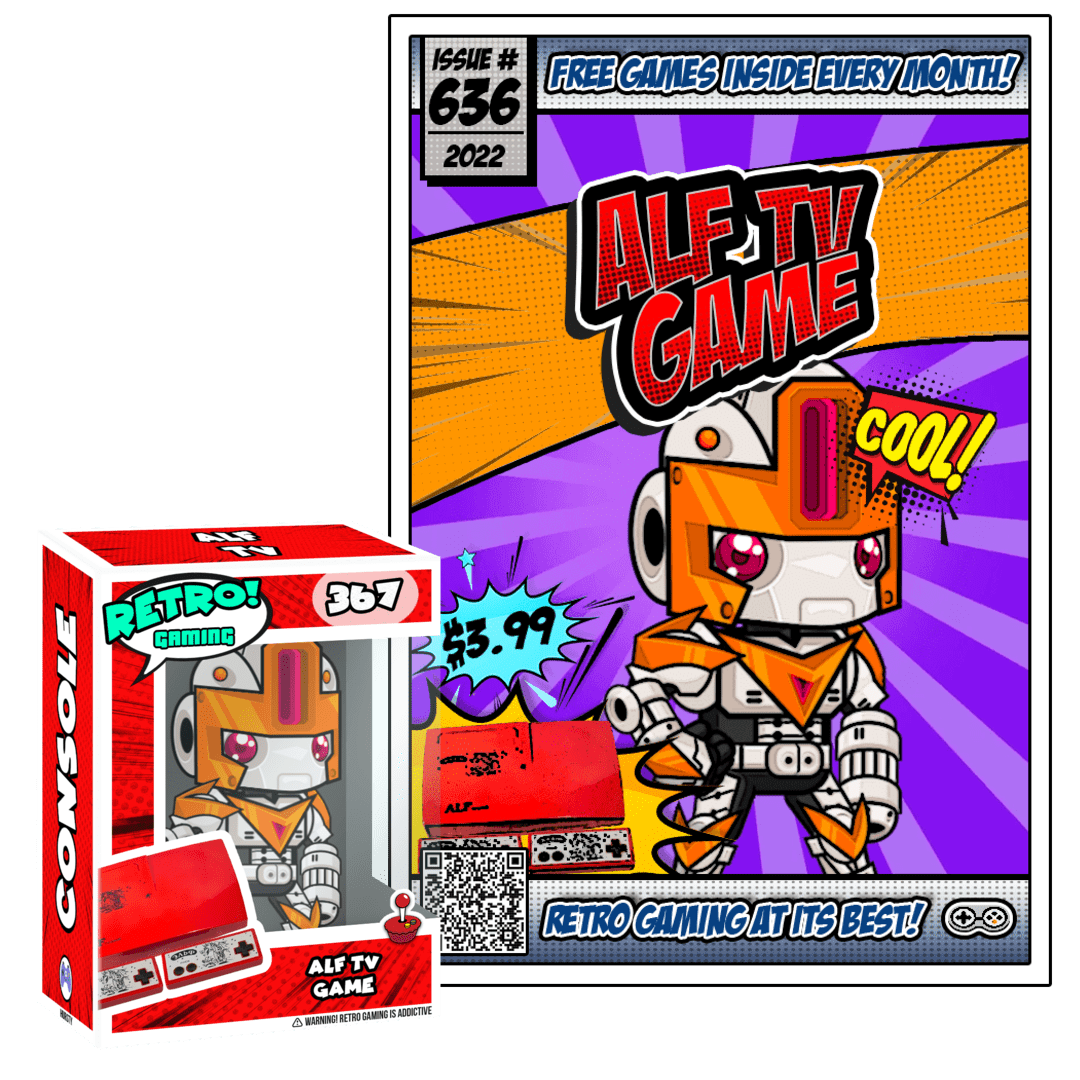 ISSUE #
636
2022
FREE GAMES INSIDE EVERY MONTH!
ALF TV
GAME
COOL!
$3.99
ALF
RETRO GAMING AT ITS BEST!
ALF
TV
RETRO!
GAMING
367
CONSOLE
ALF TV
GAME
WARNING! RETRO GAMING IS ADDICTIVE